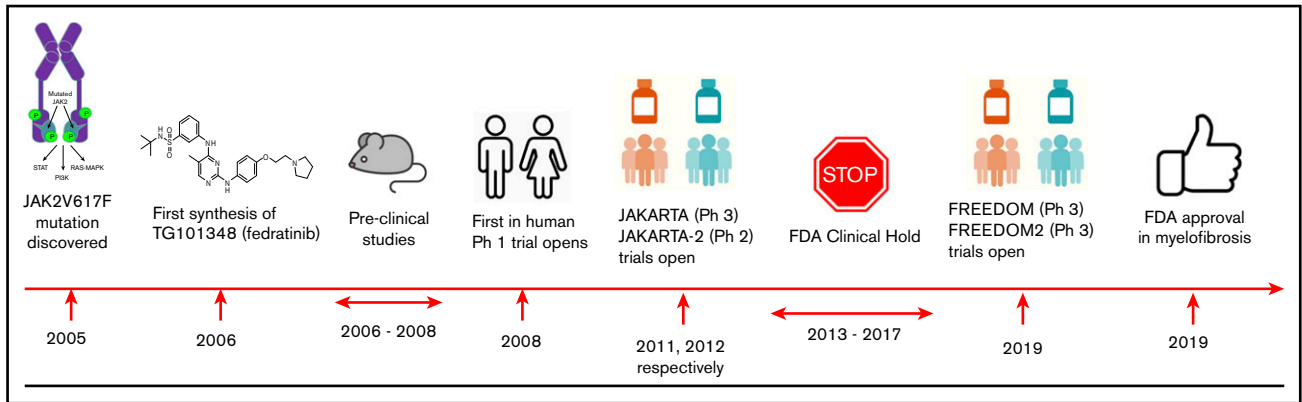 Mutated
JAK2
P
P
P
P
STAT
PI3K
RAS-MAPK
JAK2V617F
mutation
discovered
2005
H
N
O
S
O
NH
CH3
N
N
N
H
O
N
First synthesis of
TG101348 (fedratinib)
2006
Pre-clinical
studies
2006 - 2008
First in human
Ph 1 trial opens
2008
JAKARTA (Ph 3)
JAKARTA-2 (Ph 2)
trials open
2011, 2012
respectively
STOP
FDA Clinical Hold
2013 - 2017
FREEDOM (Ph 3)
FREEDOM2 (Ph 3)
trials open
2019
FDA approval
in myelofibrosis
2019